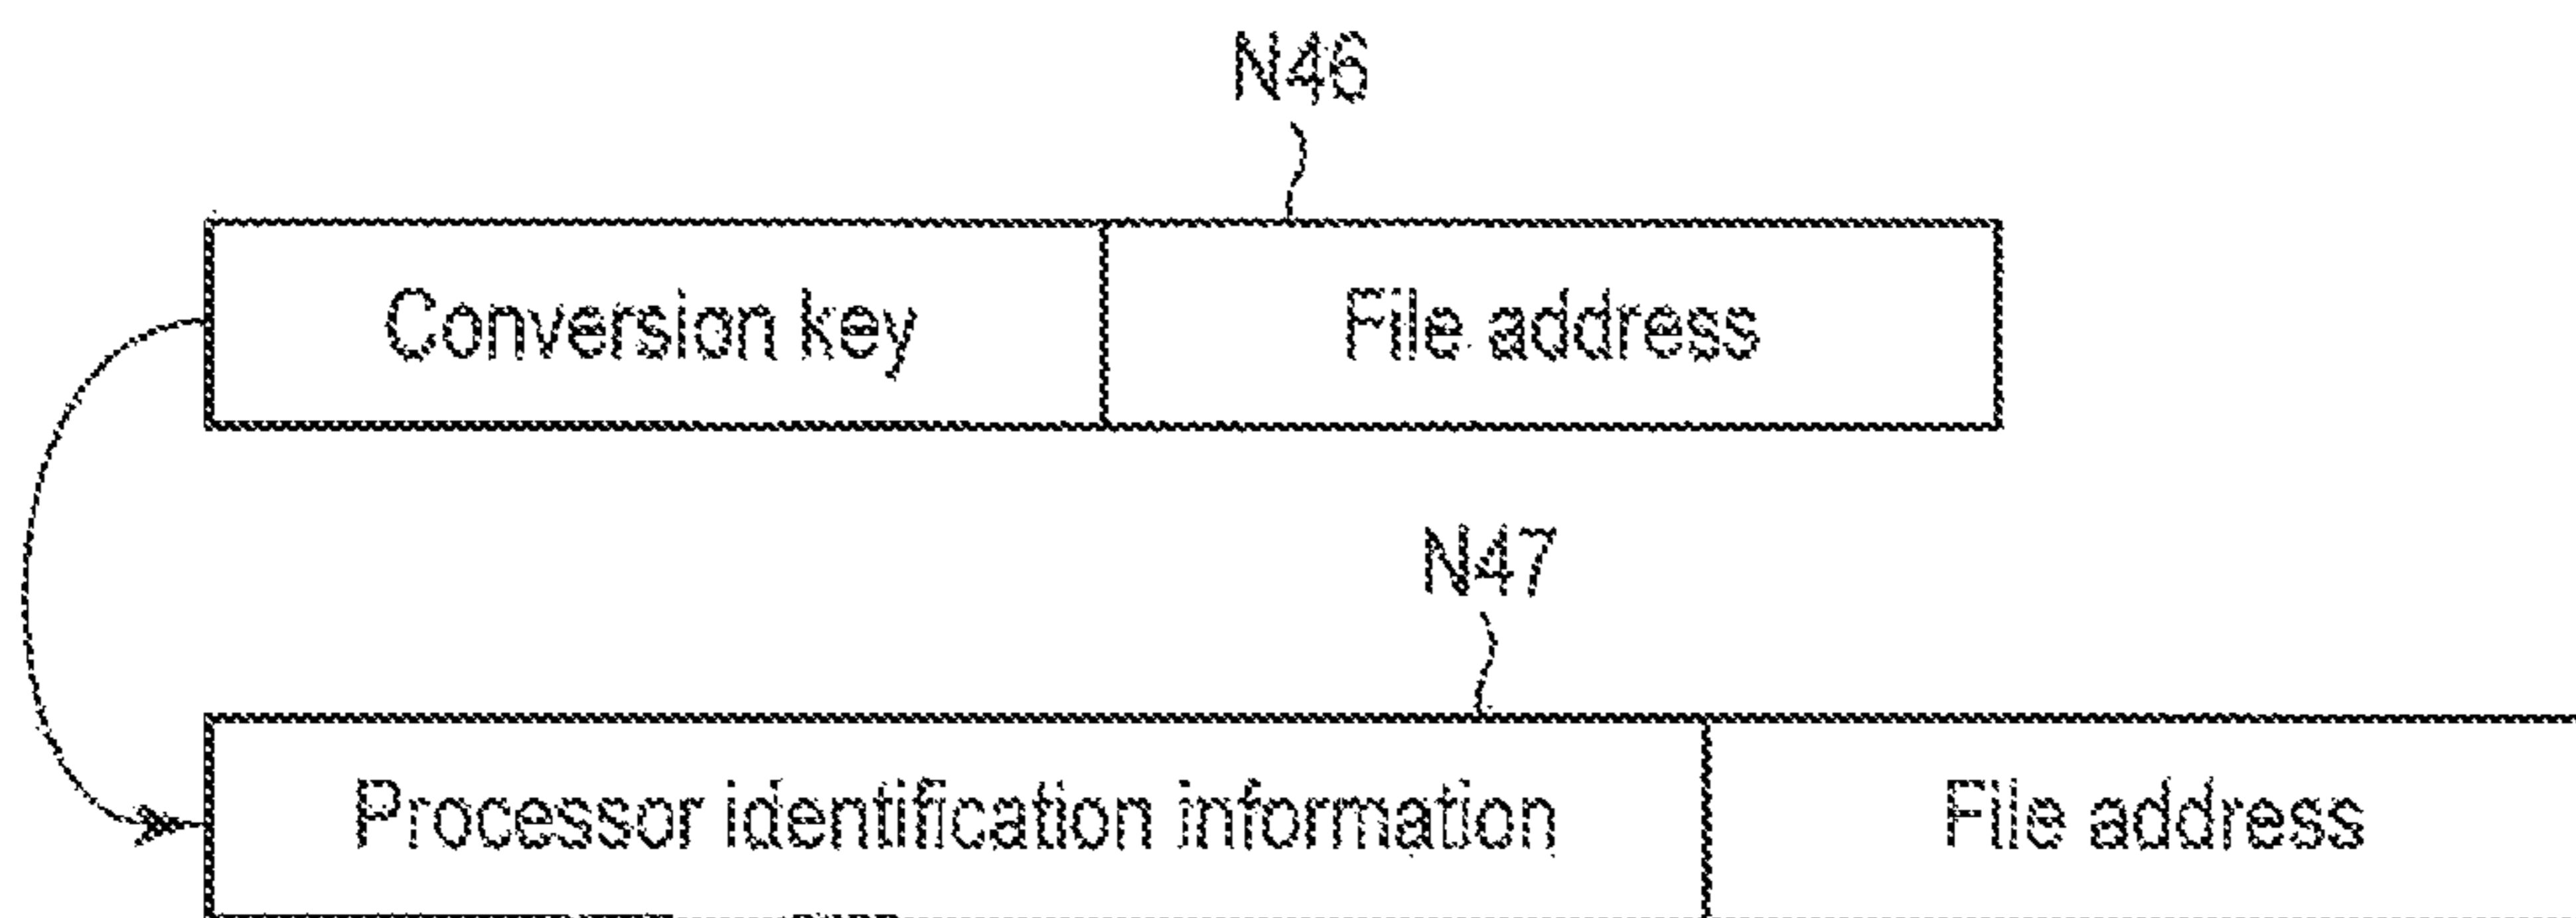 N46
Conversion key File address
N47
Processor identification information File address